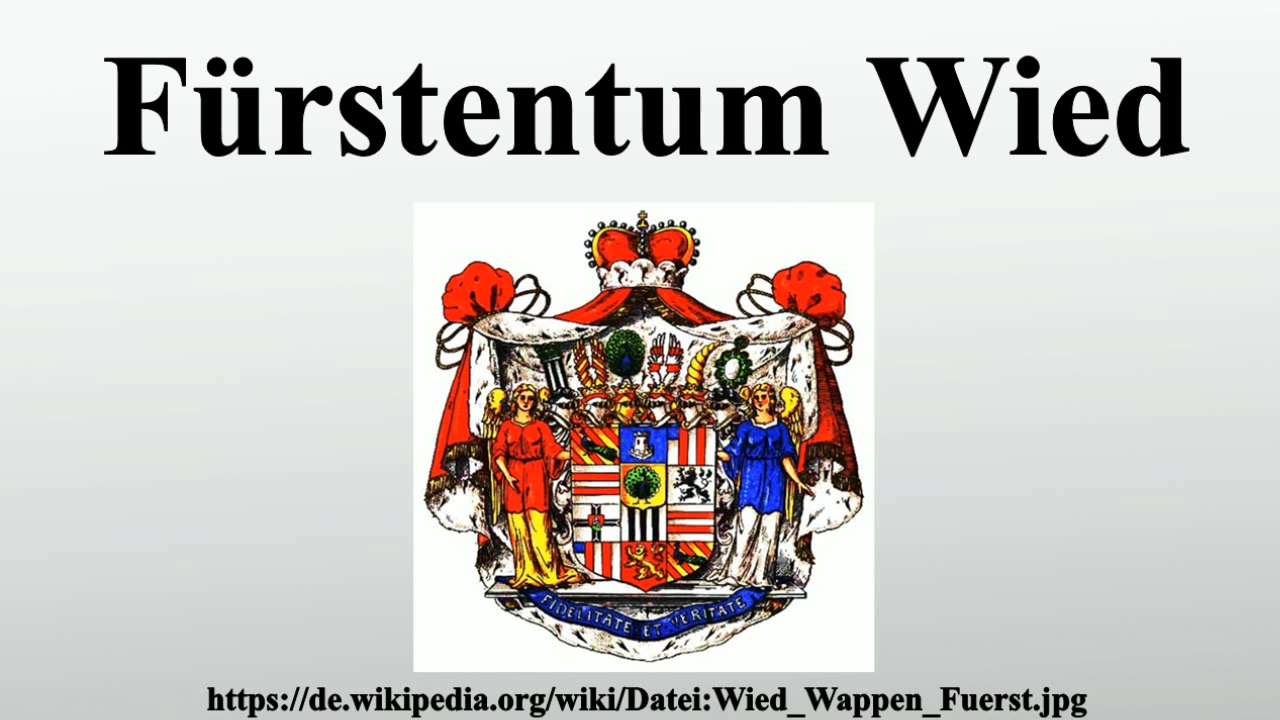 Fürstentum Wied
FIDELITATE ET VERITATE
https://de.wikipedia.org/wiki/Datei:Wied_Wappen_Fuerst.jpg